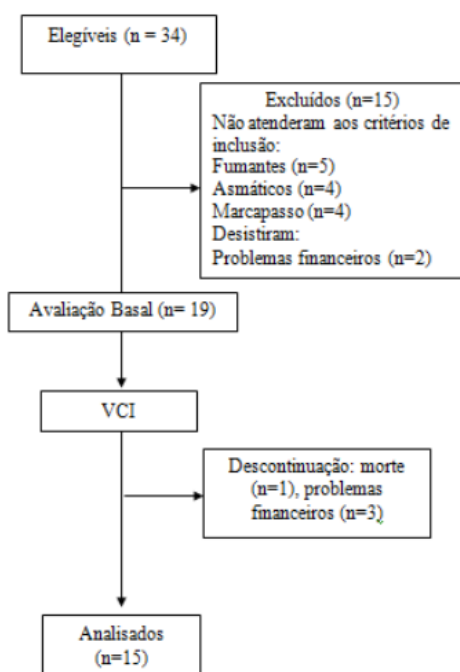 Elegíveis (n = 34)
Excluídos (n=15)
Não atenderam aos critérios de
inclusão:
Fumantes (n=5)
Asmáticos (n=4)
Marcapasso (n=4)
Desistiram:
Problemas financeiros (n=2)
Avaliação Basal (n= 19)
VCI
Descontinuação: morte
(n=1), problemas
financeiros (n=3)
Analisados
(n=15)